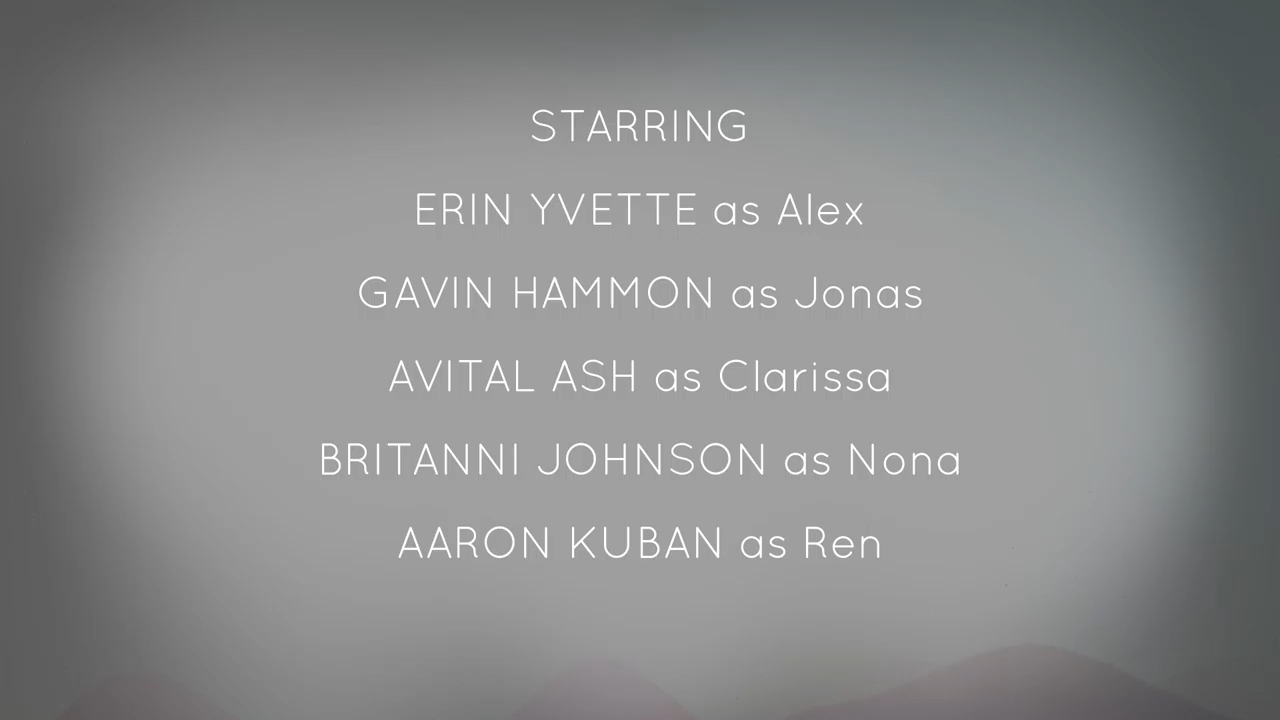 STARRING
ERIN YVETTE as Alex
GAVIN HAMMON as Jonas
AVITAL ASH as Clarissa
BRITANNI JOHNSON as Nona
AARON KUBAN as Ren